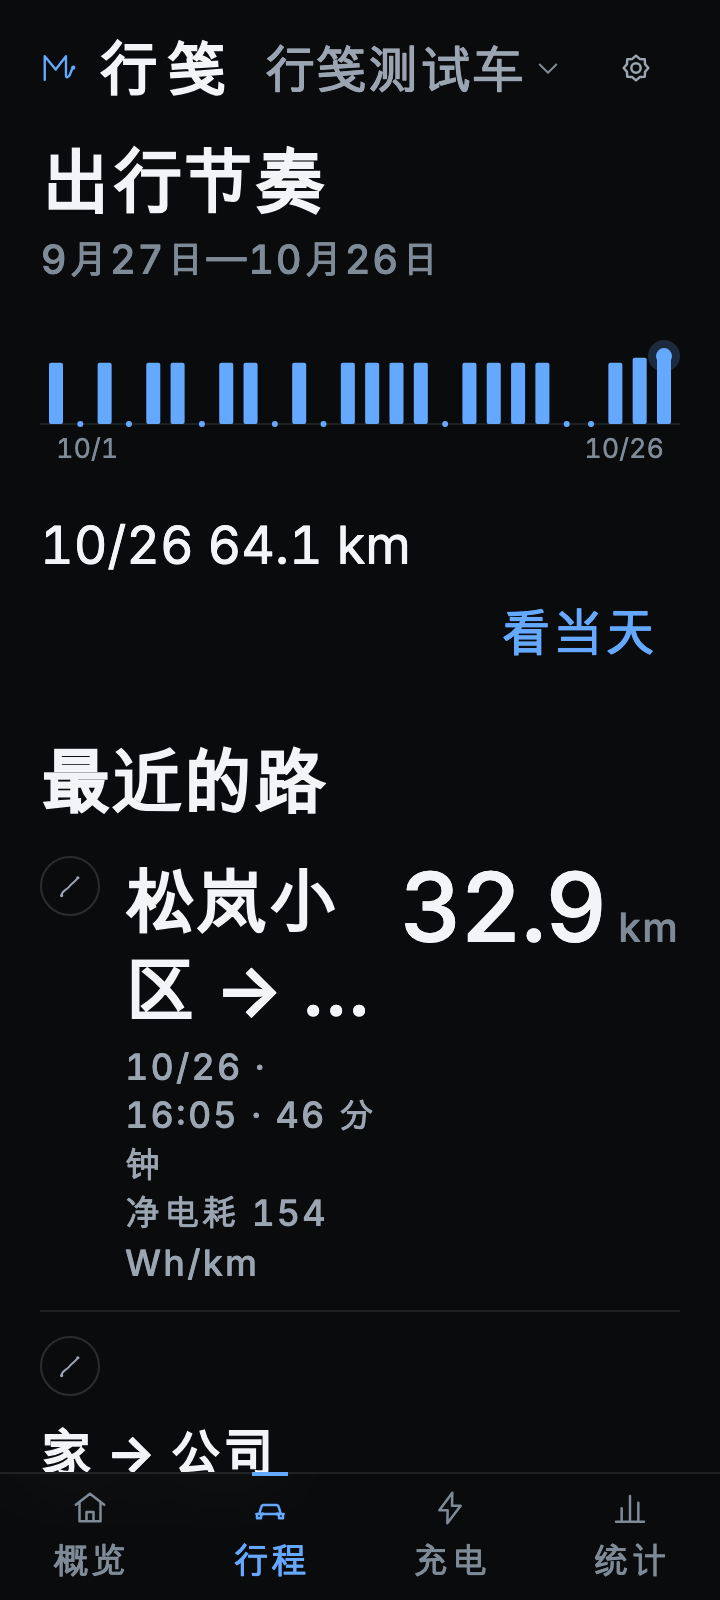 行笺 行笺测试车
出行节奏
9月27日—10月26日
10/1 10/26
10/26 64.1 km
看当天
最近的路
松岚小 32.9 km
区 → ...
10/26 ·
16:05 · 46 分
钟
净电耗 154
Wh/km
家 → 公司
概览 行程 充电 统计